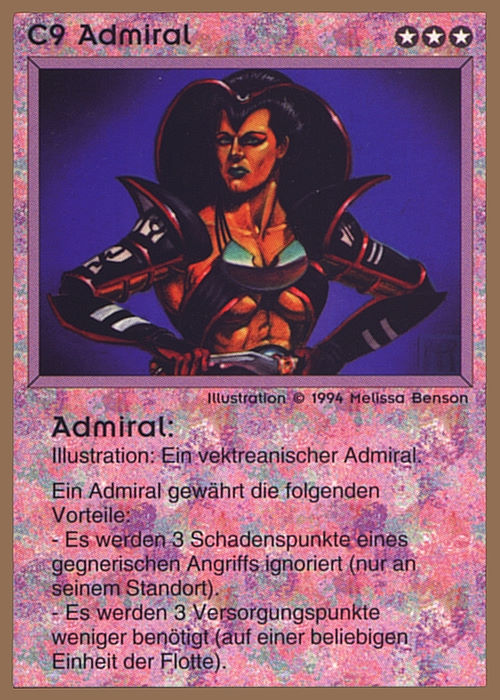 C9 Admiral
Illustration © 1994 Melissa Benson
Admiral:
Illustration: Ein vektreanischer Admiral.
Ein Admiral gewährt die folgenden
Vorteile:
- Es werden 3 Schadenspunkte eines
gegnerischen Angriffs ignoriert (nur an
seinem Standort).
- Es werden 3 Versorgungspunkte
weniger benötigt (auf einer beliebigen
Einheit der Flotte).